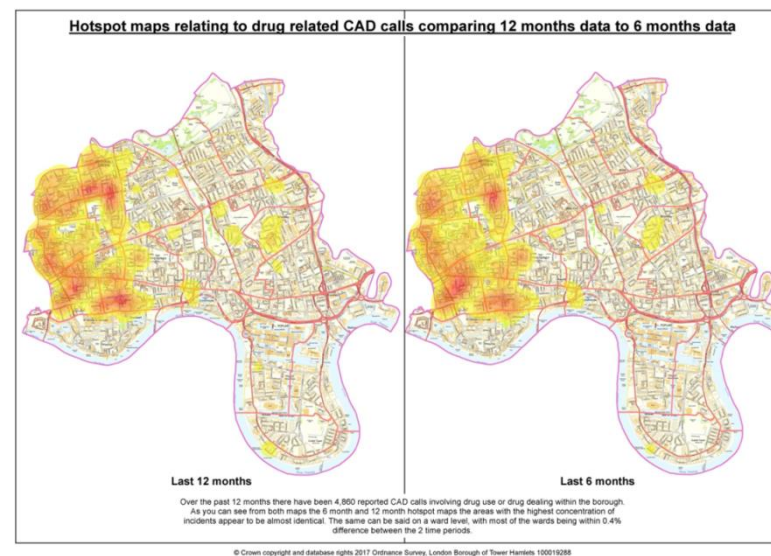 Hotspot maps relating to drug related CAD calls comparing 12 months data to 6 months data
Last 12 months
Last 6 months
Over the past 12 months there have been 4,860 reported CAD calls involving drug use or drug dealing within the borough.
As you can see from both maps the 6 month and 12 month hotspot maps the areas with the highest concentration of
incidents appear to be almost identical. The same can be said on a ward level, with most of the wards being within 0.4%
difference between the 2 time periods.
© Crown copyright and database rights 2017 Ordnance Survey, London Borough of Tower Hamlets 100019288